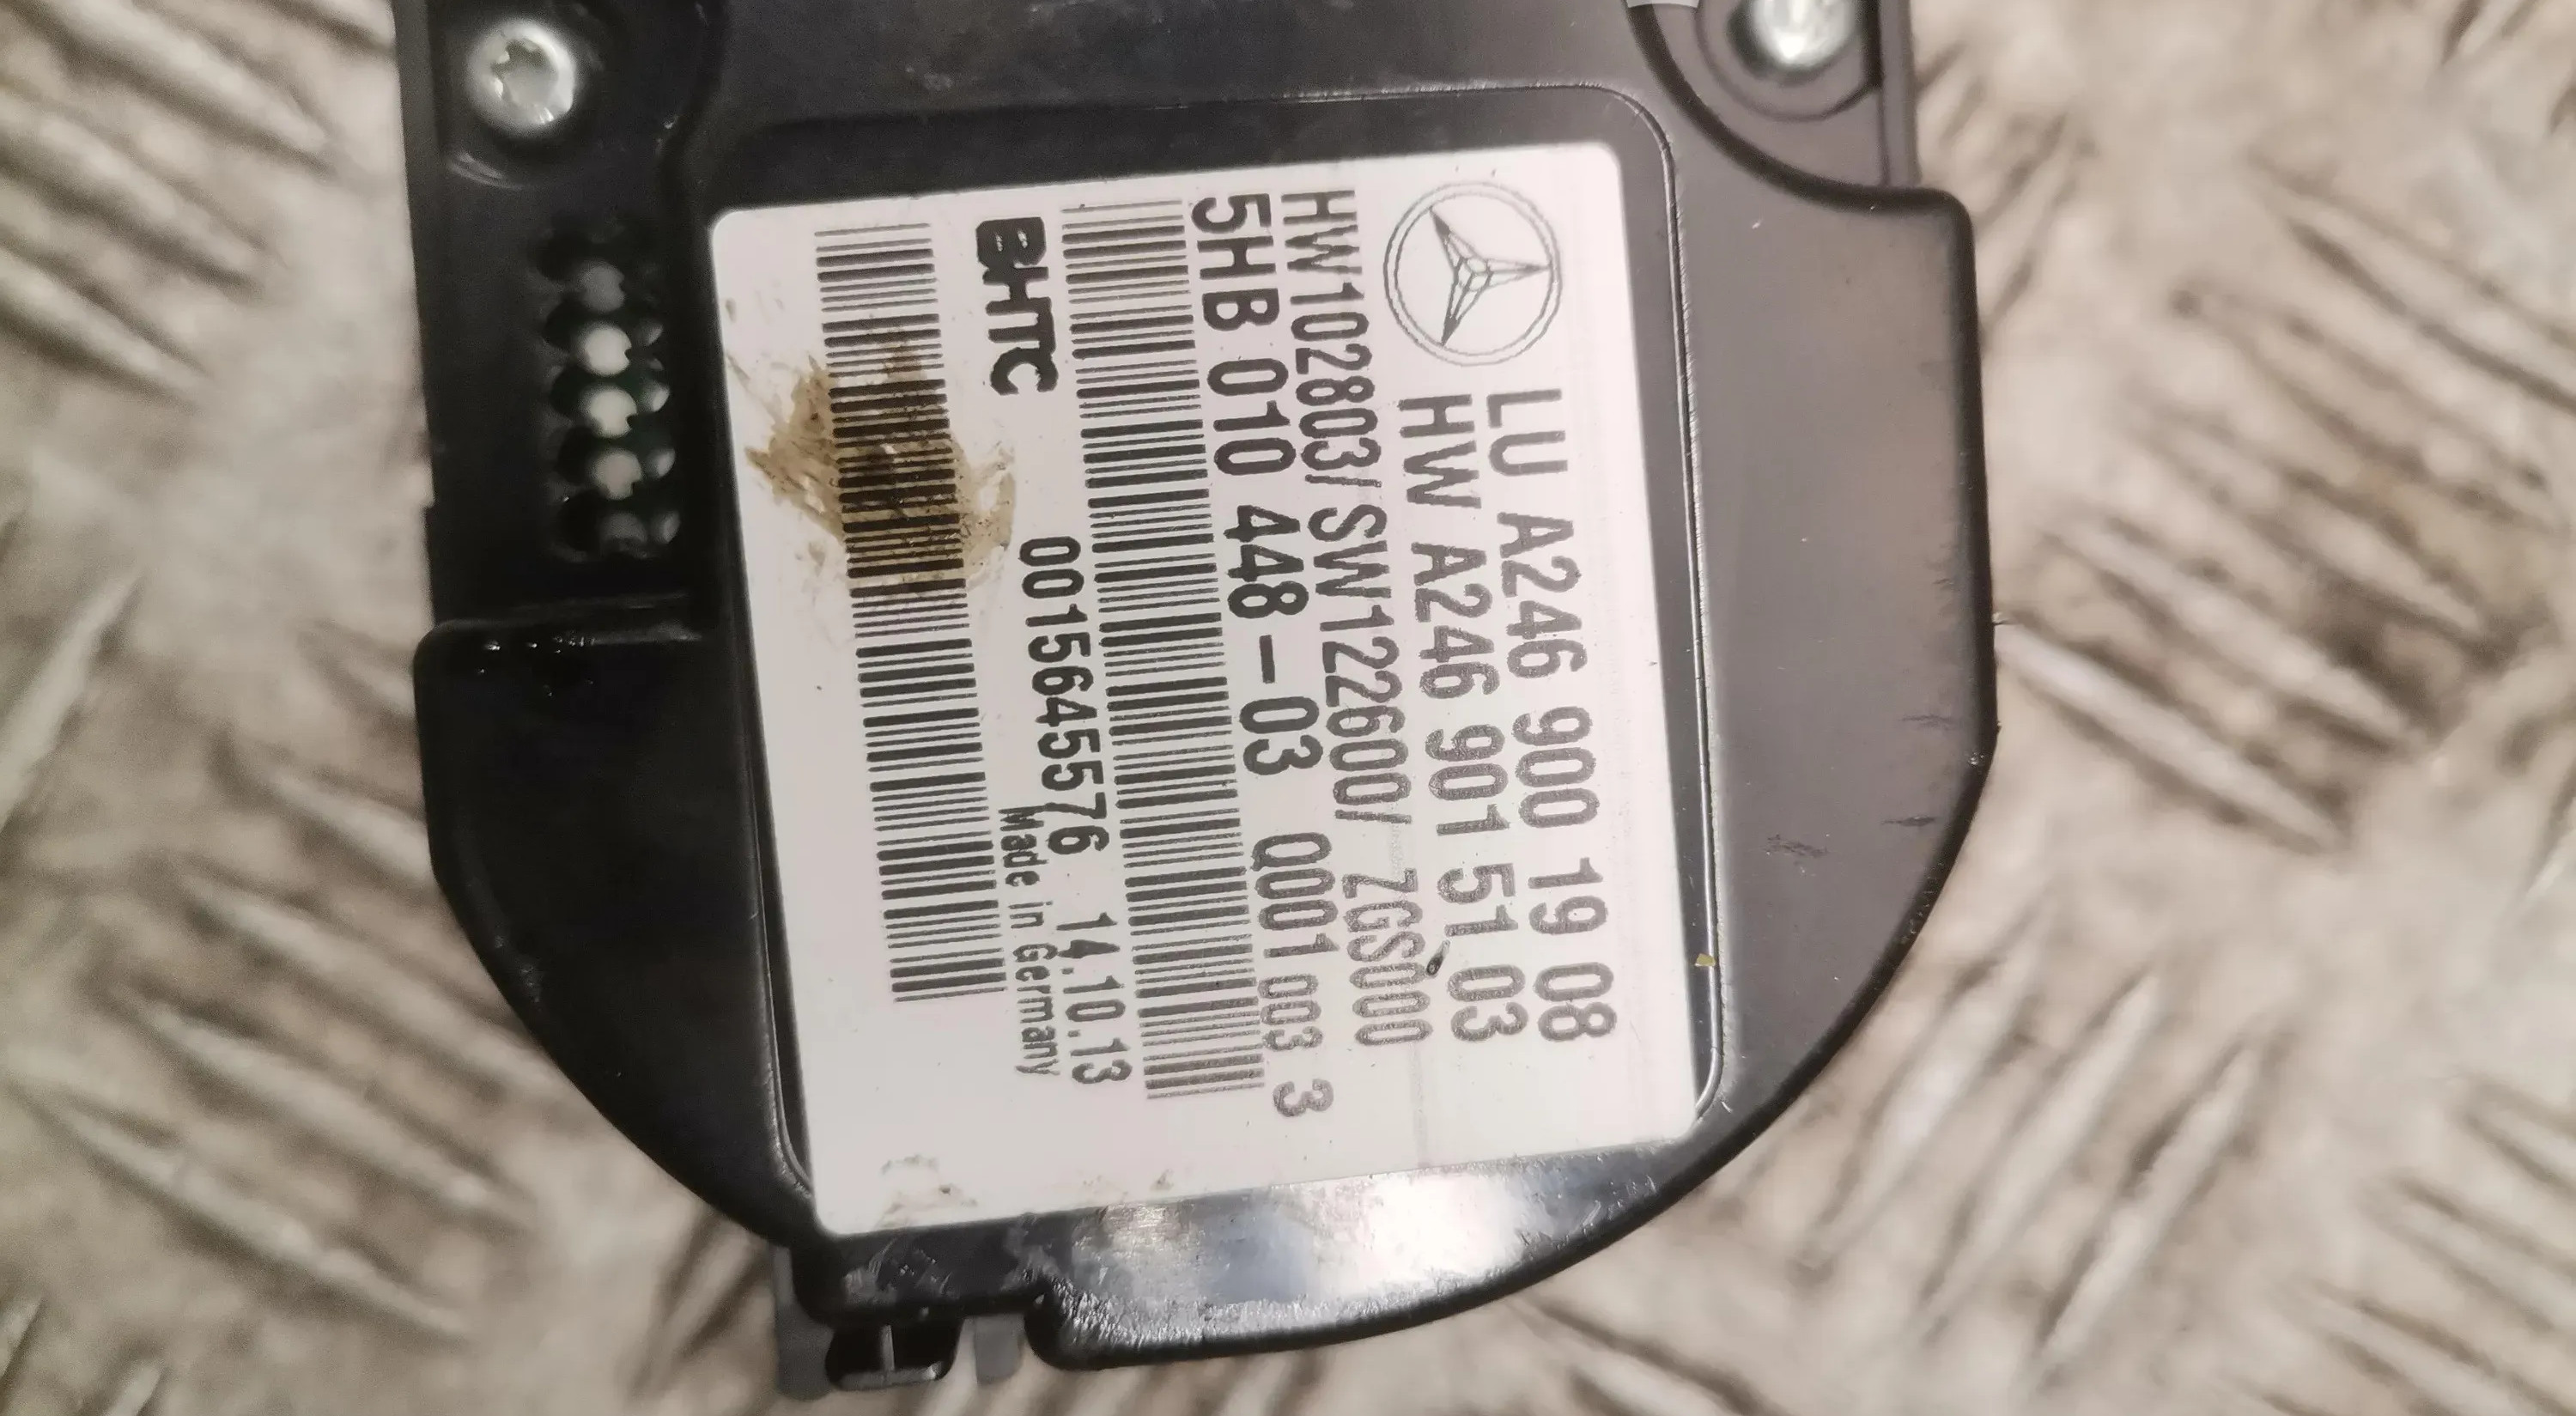 LU A246 900 19 08
HW A246 901 51 03
HW102803/SW122600/ ZGS000
5HB 010 448-03 Q001 003 3
BHTC 00156455576 14.10.13
Made in Germany